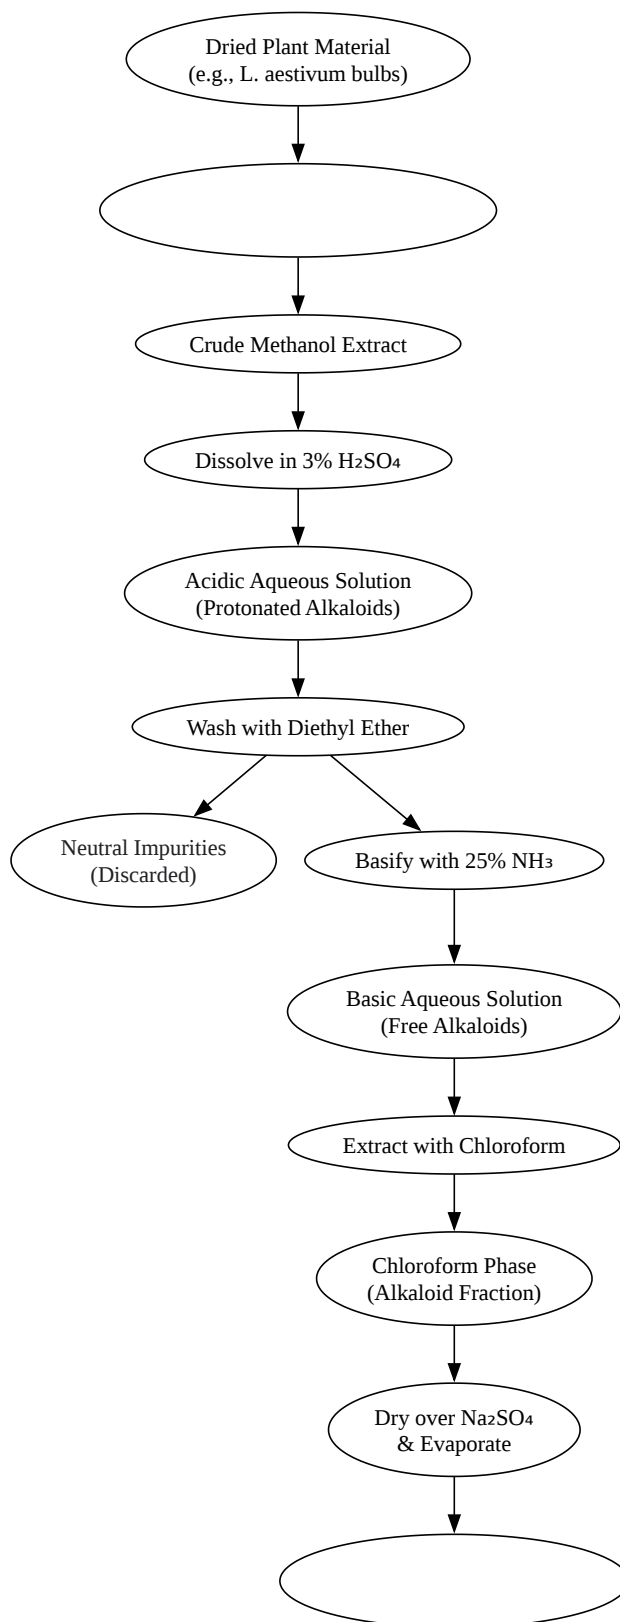 Dried Plant Material
(e.g., L. aestivum bulbs)
Crude Methanol Extract
Dissolve in 3% H₂SO₄
Acidic Aqueous Solution
(Protonated Alkaloids)
Wash with Diethyl Ether
Neutral Impurities
(Discarded)
Basify with 25% NH₃
Basic Aqueous Solution
(Free Alkaloids)
Extract with Chloroform
Chloroform Phase
(Alkaloid Fraction)
Dry over Na₂SO₄
& Evaporate